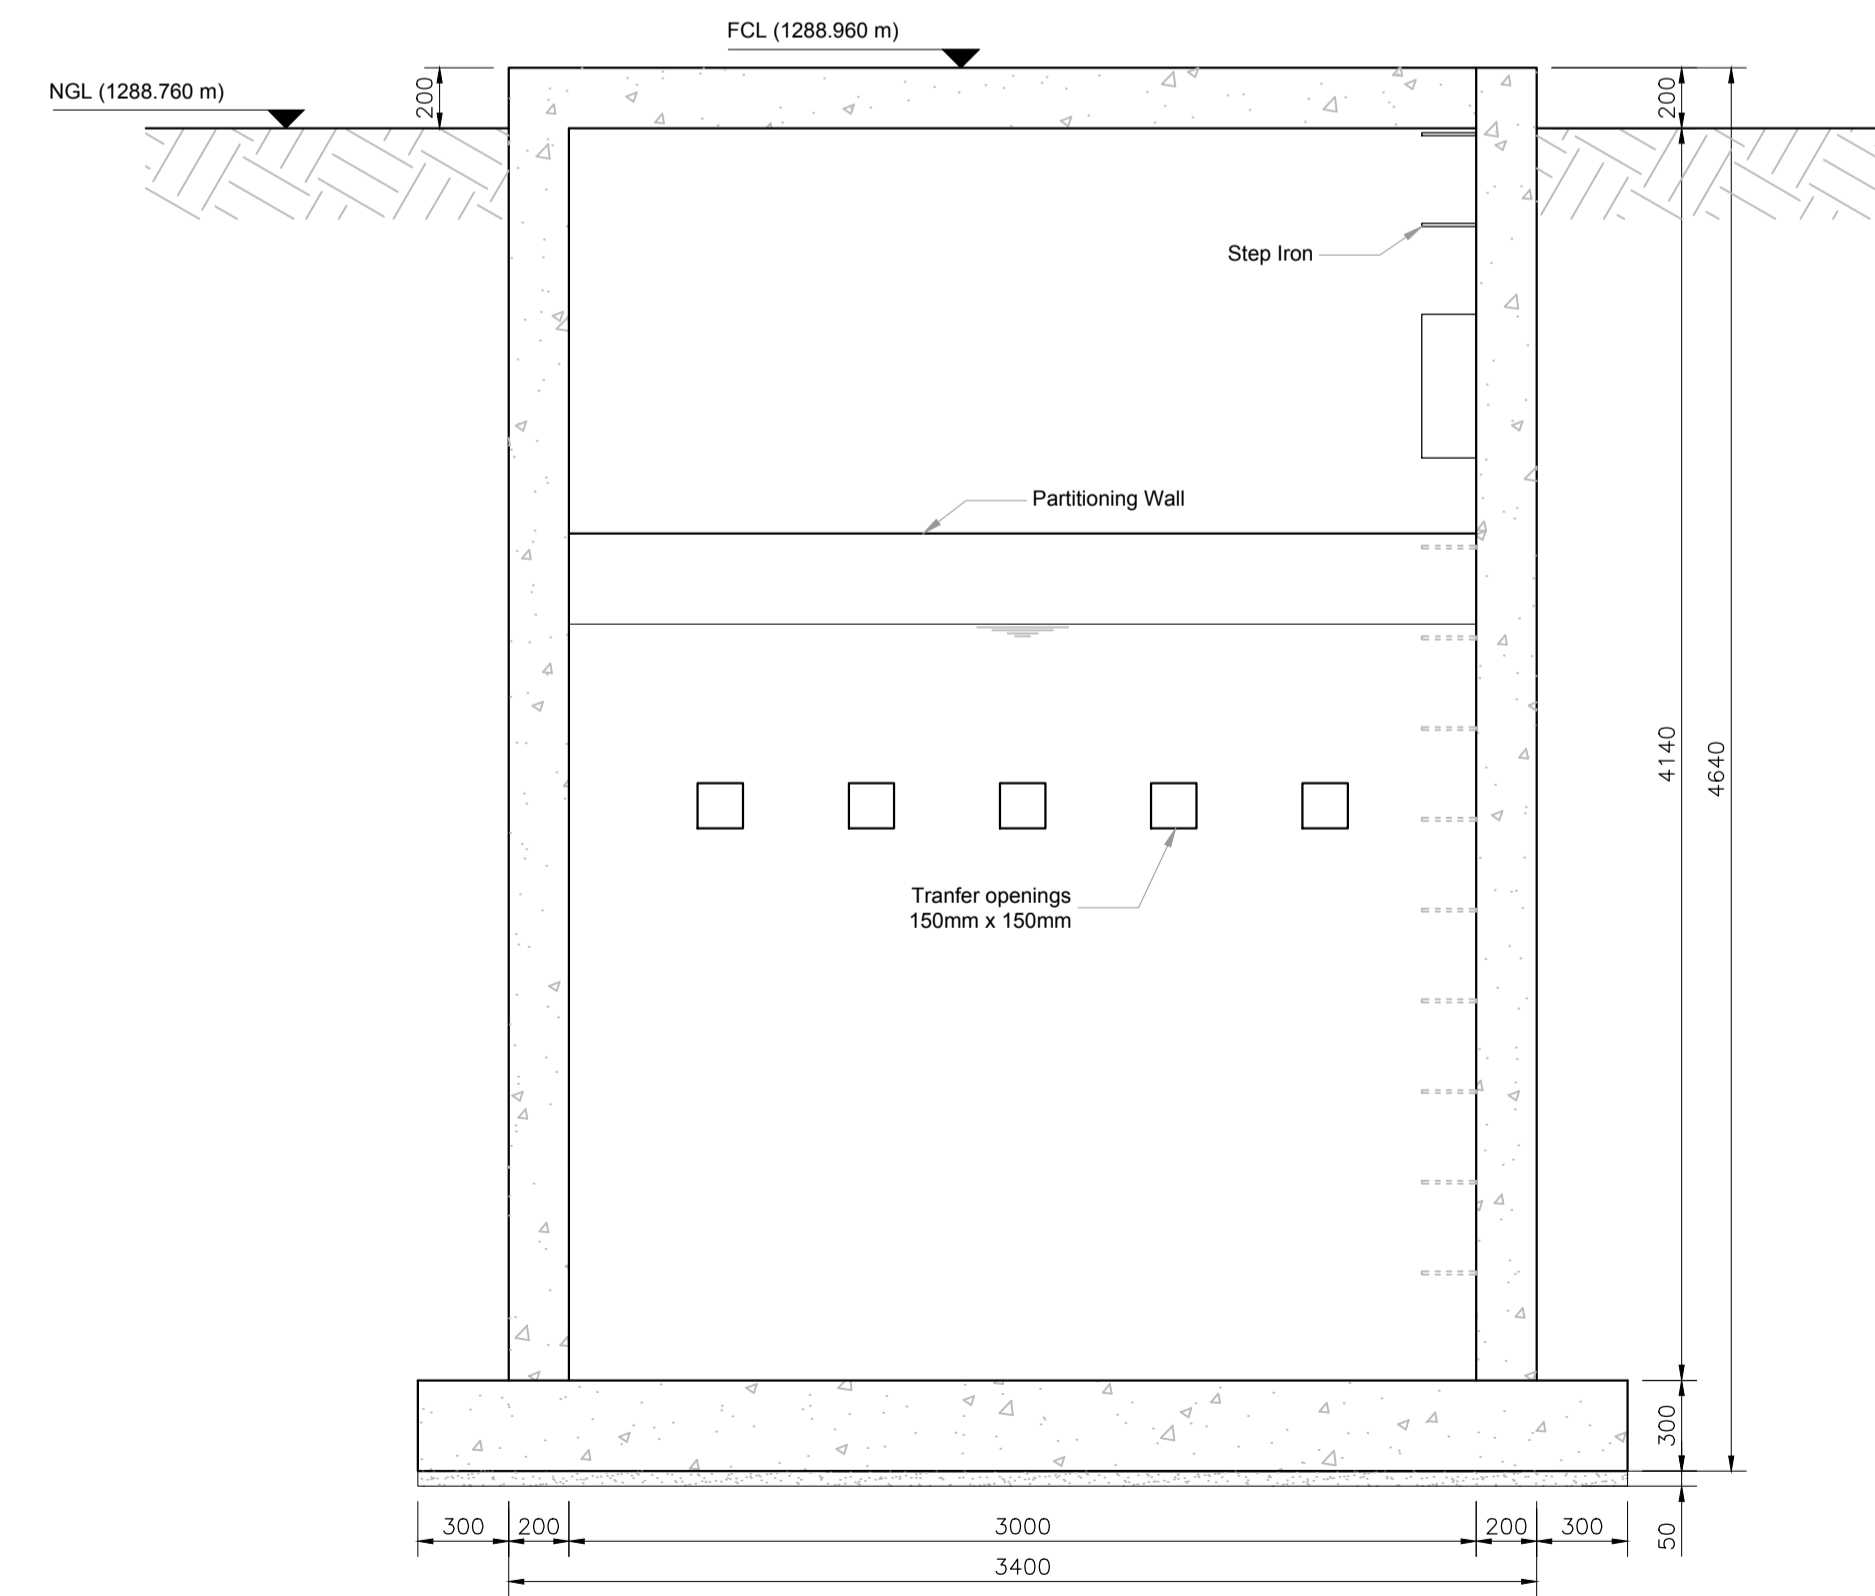 FCL (1288.960 m)
NGL (1288.760 m)
200
200
Step Iron
Partitioning Wall
4140
4640
Tranfer openings
150mm x 150mm
300
300
200
3000
200
300
50
3400